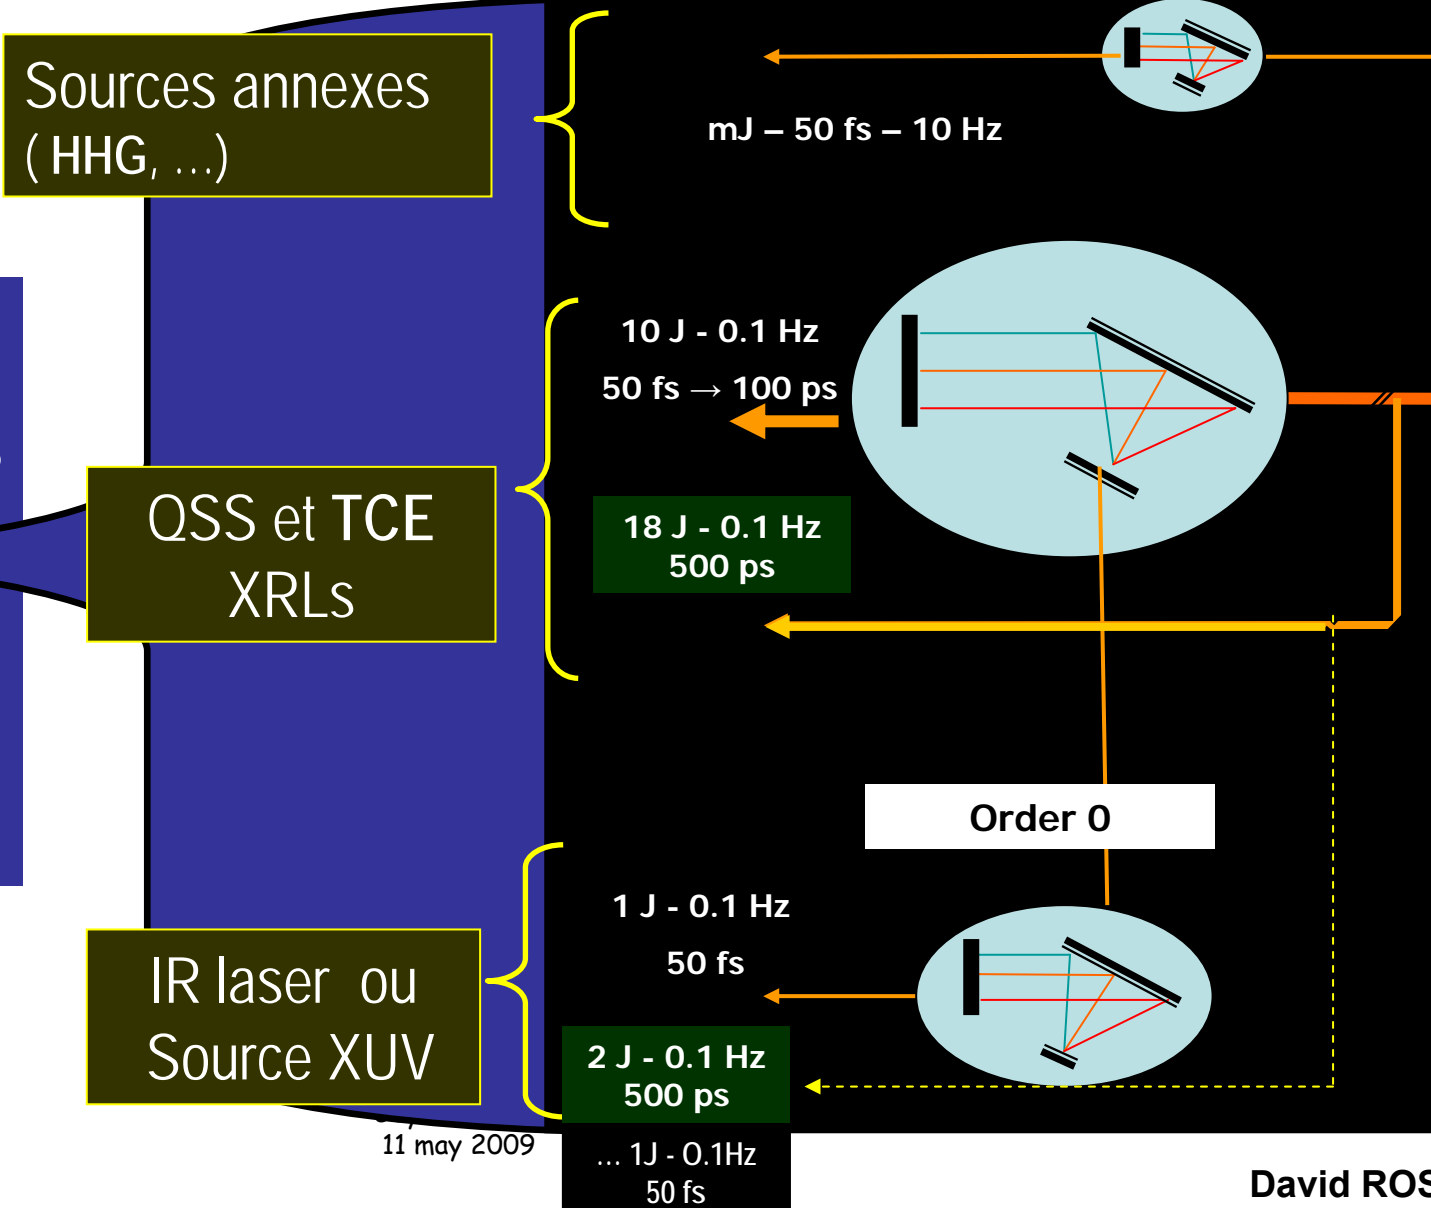 Sources annexes
( HHG, ...)
mJ – 50 fs – 10 Hz
10 J - 0.1 Hz
50 fs → 100 ps
QSS et TCE
XRLs
18 J - 0.1 Hz
500 ps
Order 0
1 J - 0.1 Hz
50 fs
IR laser ou
Source XUV
2 J - 0.1 Hz
500 ps
11 may 2009
... 1J - 0.1Hz
50 fs
David ROS